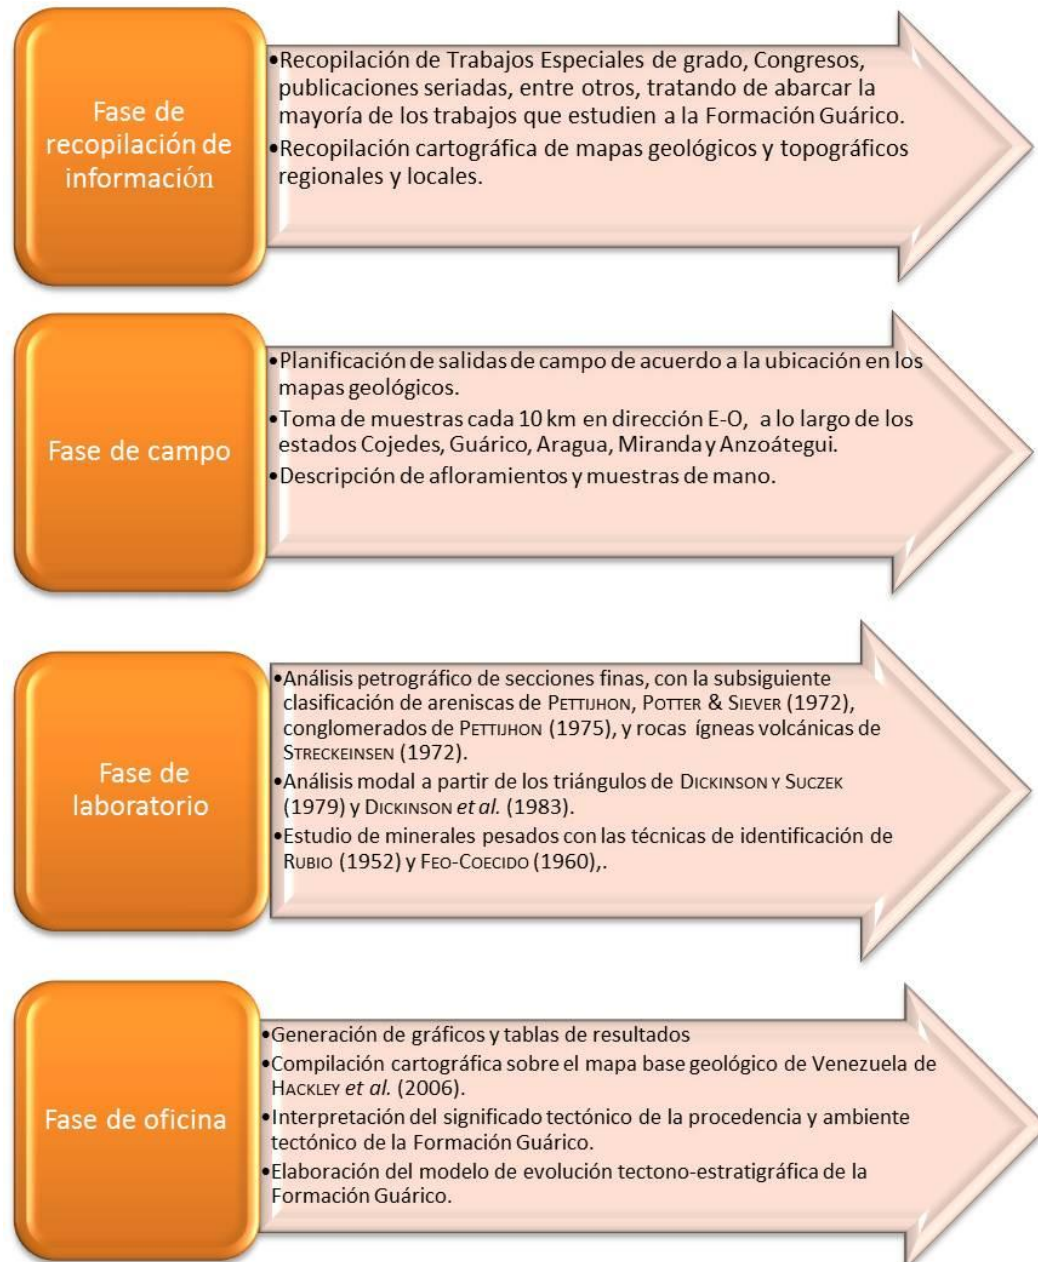 Fase de
recopilación de
información
•Recopilación de Trabajos Especiales de grado, Congresos,
publicaciones seriadas, entre otros, tratando de abarcar la
mayoría de los trabajos que estudien a la Formación Guárico.
•Recopilación cartográfica de mapas geológicos y topográficos
regionales y locales.
Fase de campo
•Planificación de salidas de campo de acuerdo a la ubicación en los
mapas geológicos.
•Toma de muestras cada 10 km en dirección E-O, a lo largo de los
estados Cojedes, Guárico, Aragua, Miranda y Anzoátegui.
•Descripción de afloramientos y muestras de mano.
Fase de
laboratorio
•Análisis petrográfico de secciones finas, con la subsiguiente
clasificación de areniscas de PETTIJHON, POTTER & SIEVER (1972),
conglomerados de PETTIJHON (1975), y rocas ígneas volcánicas de
STRECKEINSEN (1972).
•Análisis modal a partir de los triángulos de DICKINSON Y SUCZEK
(1979) y DICKINSON et al. (1983).
•Estudio de minerales pesados con las técnicas de identificación de
RUBIO (1952) y FEO-COECIDO (1960),.
Fase de oficina
•Generación de gráficos y tablas de resultados
•Compilación cartográfica sobre el mapa base geológico de Venezuela de
HACKLEY et al. (2006).
•Interpretación del significado tectónico de la procedencia y ambiente
tectónico de la Formación Guárico.
•Elaboración del modelo de evolución tectono-estratigráfica de la
Formación Guárico.